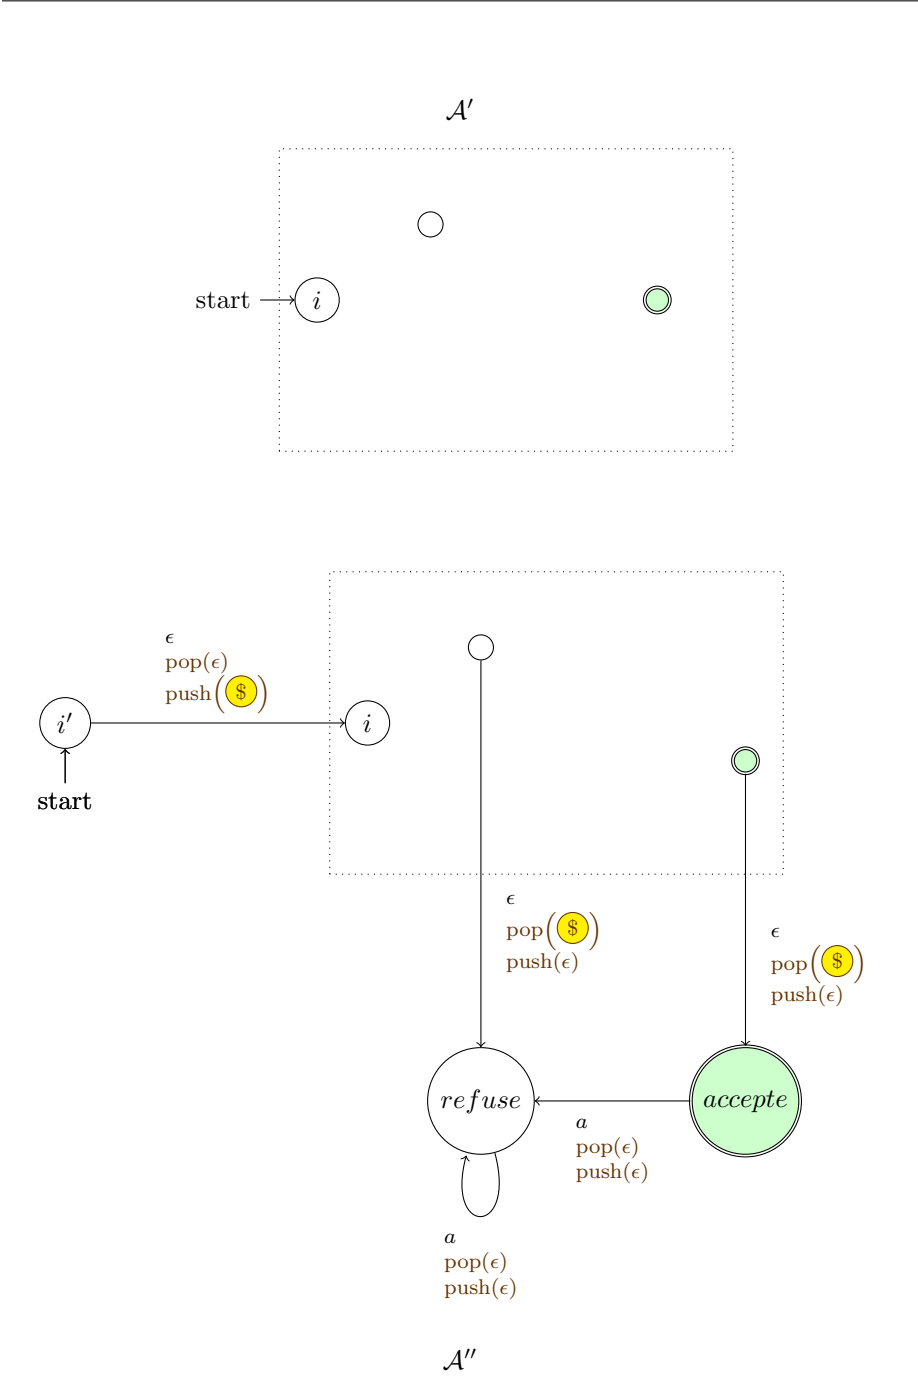 𝒜′
start
i
ϵ
pop(ϵ)
push($)
i′
i
start
ϵ
pop($)
push(ϵ)
ϵ
pop($)
push(ϵ)
refuse
accepte
a
pop(ϵ)
push(ϵ)
a
pop(ϵ)
push(ϵ)
𝒜″